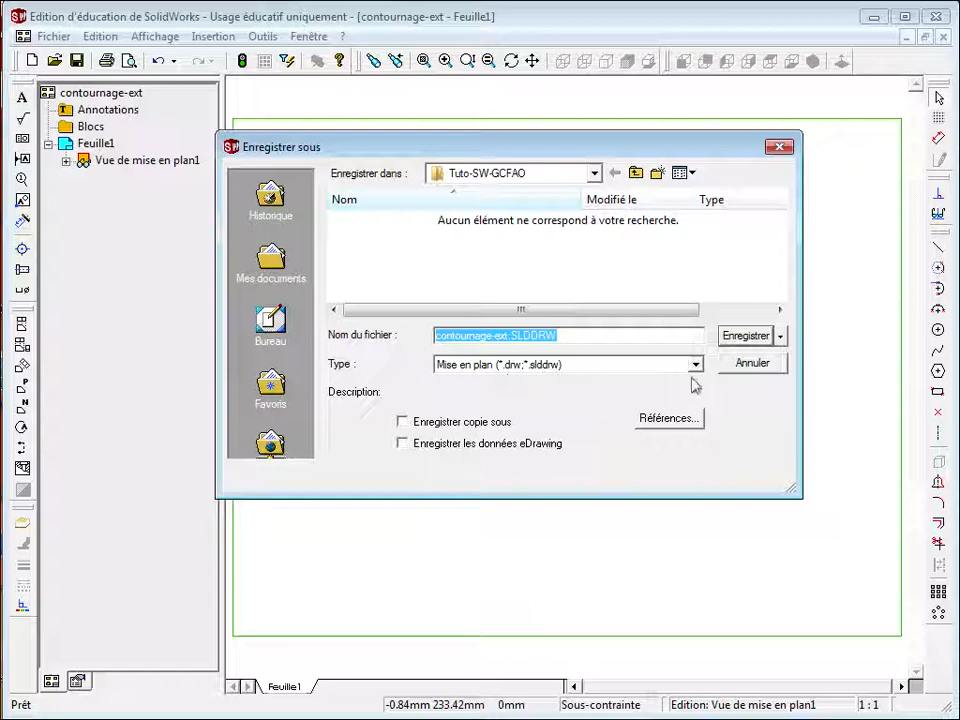 Edition d'éducation de SolidWorks - Usage éducatif uniquement - [contournage-ext - Feuille1]
Fichier Edition Affichage Insertion Outils Fenêtre ?
contournage-ext
Annotations
Blocs
Feuille1
Vue de mise en plan1
Enregistrer sous
Enregistrer dans : Tuto-SW-GCFAO
Nom Modifié le Type
Aucun élément ne correspond à votre recherche.
Historique
Mes documents
Bureau
Favoris
Nom du fichier : contournage-ext.SLDDRW Enregistrer
Type : Mise en plan (*.drw;*.slddrw) Annuler
Description:
Enregistrer copie sous Références...
Enregistrer les données eDrawing
Feuille1
Prêt -0.84mm 233.42mm 0mm Sous-contrainte Edition: Vue de mise en plan1 1 : 1